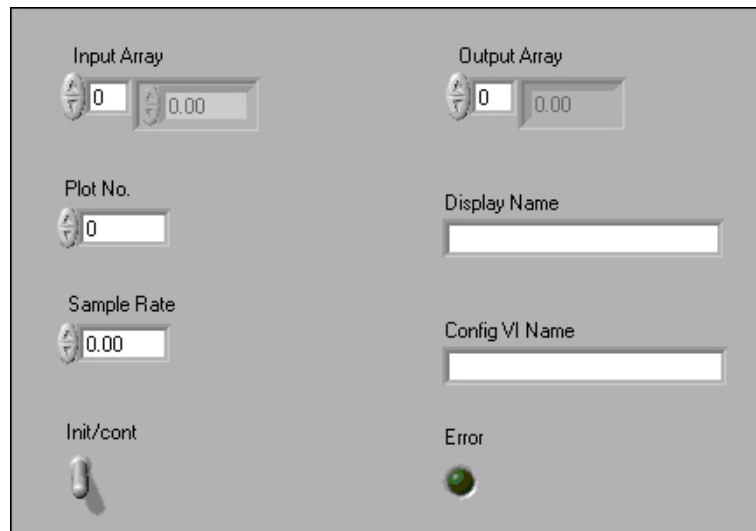 Input Array
Output Array
0
0.00
0
0.00
Plot No.
0
Display Name
Sample Rate
0.00
Config VI Name
Init/cont
Error